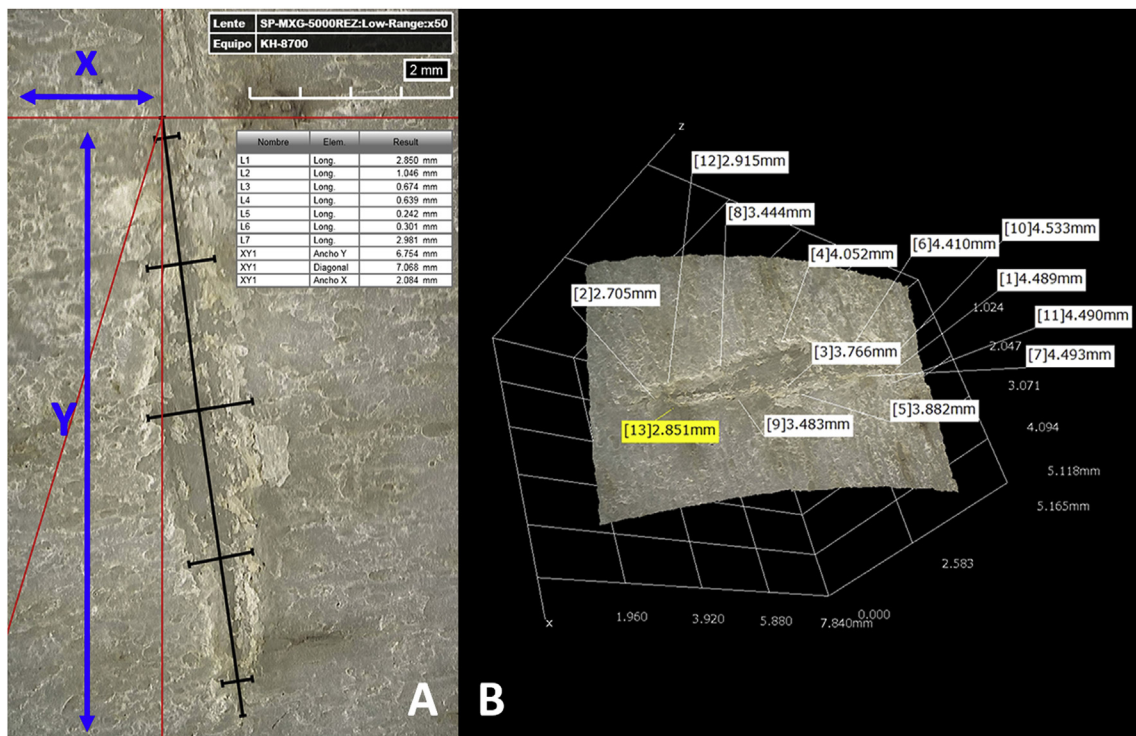 Lente SP-MXG-5000REZ:Low-Range:x50
Equipo KH-8700
2 mm
X
Y
Nombre Elem. Result
L1 Long. 2.850 mm
L2 Long. 1.046 mm
L3 Long. 0.674 mm
L4 Long. 0.639 mm
L5 Long. 0.242 mm
L6 Long. 0.301 mm
L7 Long. 2.981 mm
XY1 Ancho Y 6.754 mm
XY1 Diagonal 7.068 mm
XY1 Ancho X 2.084 mm
A
z
[12]2.915mm
[8]3.444mm
[10]4.533mm
[6]4.410mm
[4]4.052mm
[1]4.489mm
[2]2.705mm
1.024
[11]4.490mm
2.047
[3]3.766mm
[7]4.493mm
3.071
[5]3.882mm
[9]3.483mm
[13]2.851mm
4.094
5.118mm
5.165mm
2.583
0.000
1.960
3.920
5.880
7.840mm
x
B